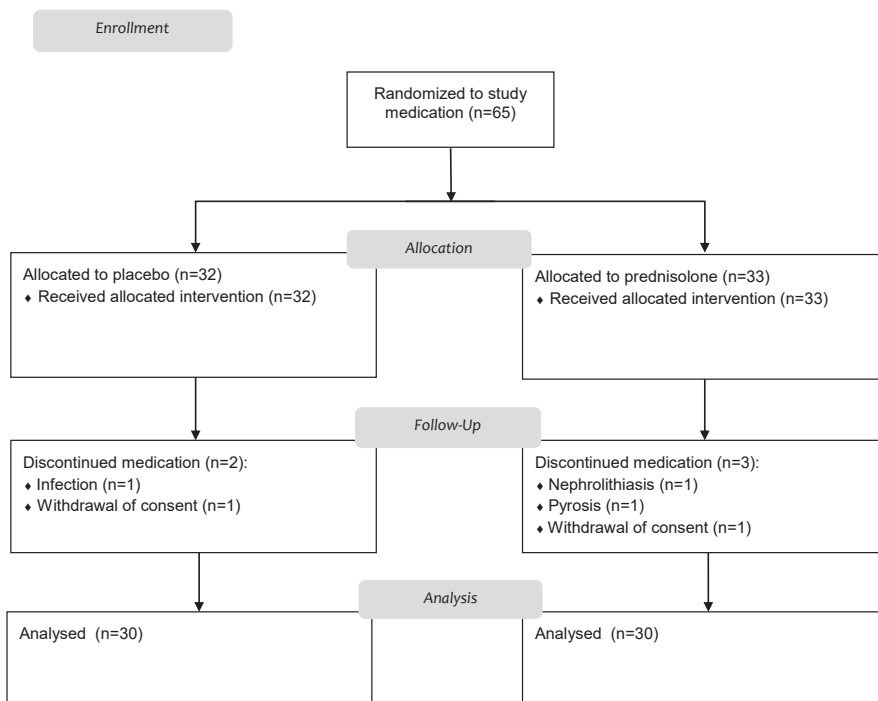 Enrollment
Randomized to study
medication (n=65)
Allocation
Allocated to placebo (n=32)
♦ Received allocated intervention (n=32)
Allocated to prednisolone (n=33)
♦ Received allocated intervention (n=33)
Follow-Up
Discontinued medication (n=2):
♦ Infection (n=1)
♦ Withdrawal of consent (n=1)
Discontinued medication (n=3):
♦ Nephrolithiasis (n=1)
♦ Pyrosis (n=1)
♦ Withdrawal of consent (n=1)
Analysis
Analysed (n=30)
Analysed (n=30)